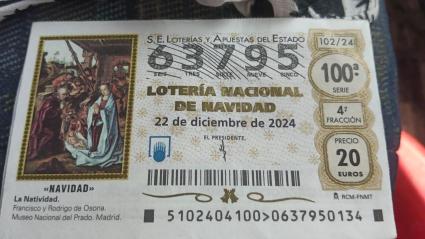 S.E. LOTERÍAS Y APUESTAS DEL ESTADO
102/24
63795
SEIS TRES SIETE NUEVE CINCO
100ª
SERIE
LOTERÍA NACIONAL
DE NAVIDAD
22 de diciembre de 2024
EL PRESIDENTE,
4ª
FRACCIÓN
PRECIO
20
EUROS
«NAVIDAD»
La Natividad.
Francisco y Rodrigo de Osona.
Museo Nacional del Prado. Madrid.
RCM-FNMT
5102404100>0637950134